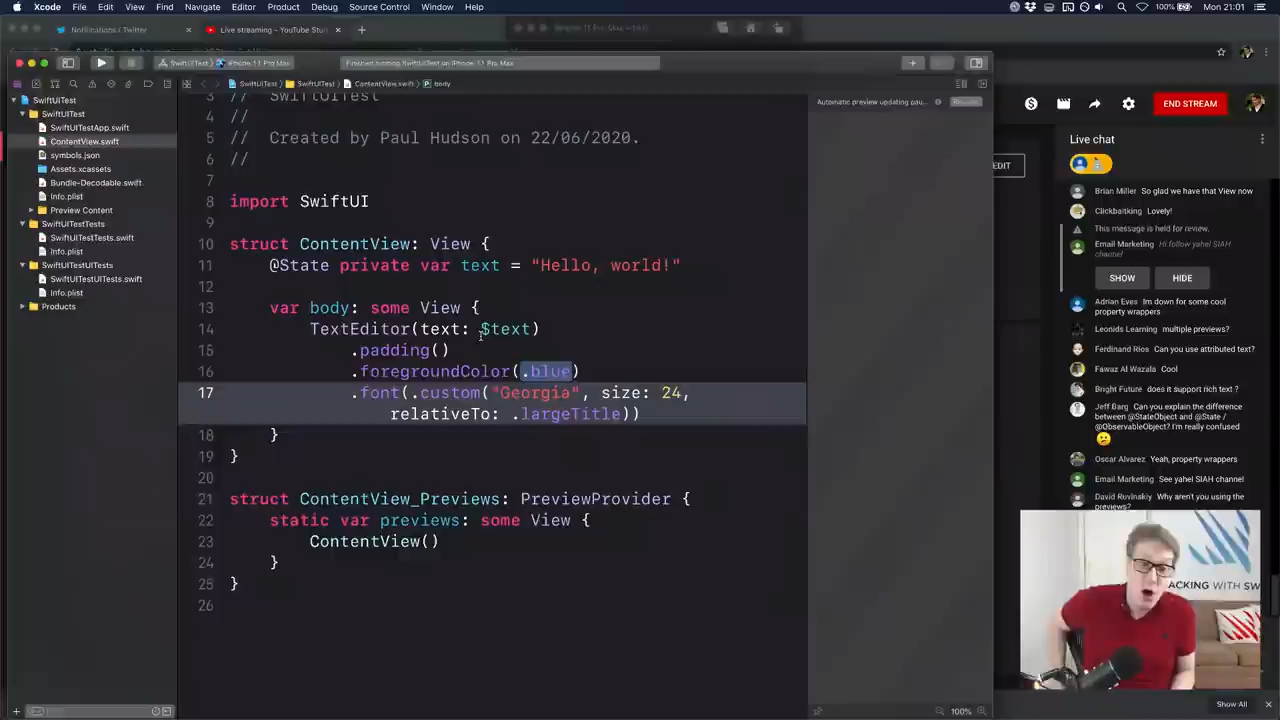 Xcode File Edit View Find Navigate Editor Product Debug Source Control Window Help
100% Mon 21:01
Notifications / Twitter
Live streaming - YouTube Stu
SwiftUITest iPhone 11 Pro Max
Finished running SwiftUITest on iPhone 11 Pro Max
SwiftUITest SwiftUITest ContentView.swift body
SwiftUITest
SwiftUITest
SwiftUITestApp.swift
ContentView.swift
symbols.json
Assets.xcassets
Bundle-Decodable.swift
Info.plist
Preview Content
SwiftUITestTests
SwiftUITestTests.swift
Info.plist
SwiftUITestUITests
SwiftUITestUITests.swift
Info.plist
Products
3 // SwiftUITest
4 //
5 // Created by Paul Hudson on 22/06/2020.
6 //
7
8 import SwiftUI
9
10 struct ContentView: View {
11 @State private var text = "Hello, world!"
12
13 var body: some View {
14 TextEditor(text: $text)
15 .padding()
16 .foregroundColor(.blue)
17 .font(.custom("Georgia", size: 24,
relativeTo: .largeTitle))
18 }
19 }
20
21 struct ContentView_Previews: PreviewProvider {
22 static var previews: some View {
23 ContentView()
24 }
25 }
26
Automatic preview updating pau...
Resume
100%
END STREAM
EDIT
Live chat
Brian Miller So glad we have that View now
Clickbaitking Lovely!
This message is held for review.
Email Marketing Hi follow yahel SIAH
channel
SHOW HIDE
Adrian Eves Im down for some cool
property wrappers
Leonids Learning multiple previews?
Ferdinand Rios Can you use attributed text?
Fawaz Al Wazala Cool
Bright Future does it support rich text ?
Jeff Barg Can you explain the difference
between @StateObject and @State /
@ObservableObject? I'm really confused
Oscar Alvarez Yeah, property wrappers
Email Marketing See yahel SIAH channel
David Ruvinskiy Why aren't you using the
previews?
ACKING WITH SW
Show All